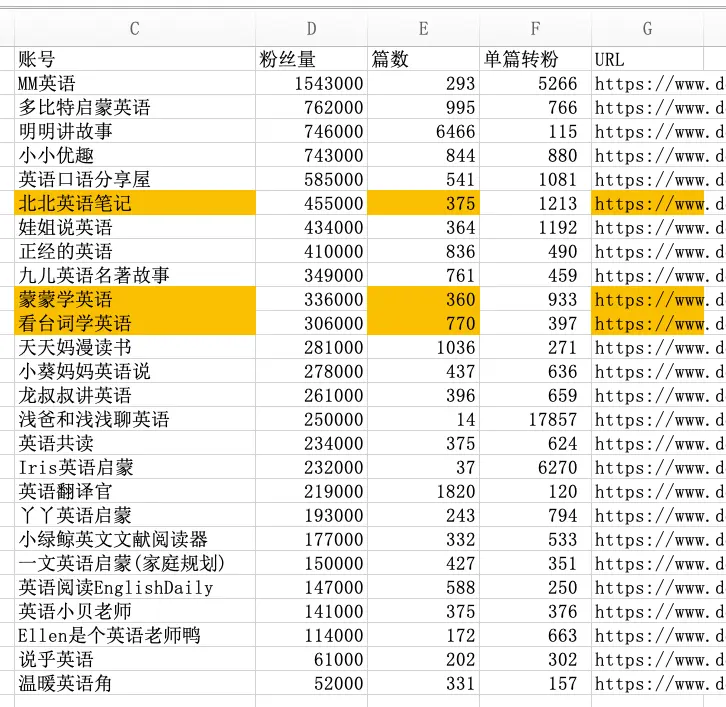 C D E F G
账号 粉丝量 篇数 单篇转粉 URL
MM英语 1543000 293 5266 https://www.d
多比特启蒙英语 762000 995 766 https://www.d
明明讲故事 746000 6466 115 https://www.d
小小优趣 743000 844 880 https://www.d
英语口语分享屋 585000 541 1081 https://www.d
北北英语笔记 455000 375 1213 https://www.d
娃姐说英语 434000 364 1192 https://www.d
正经的英语 410000 836 490 https://www.d
九儿英语名著故事 349000 761 459 https://www.d
蒙蒙学英语 336000 360 933 https://www.d
看台词学英语 306000 770 397 https://www.d
天天妈漫读书 281000 1036 271 https://www.d
小葵妈妈英语说 278000 437 636 https://www.d
龙叔叔讲英语 261000 396 659 https://www.d
浅爸和浅浅聊英语 250000 14 17857 https://www.d
英语共读 234000 375 624 https://www.d
Iris英语启蒙 232000 37 6270 https://www.d
英语翻译官 219000 1820 120 https://www.d
丫丫英语启蒙 193000 243 794 https://www.d
小绿鲸英文文献阅读器 177000 332 533 https://www.d
一文英语启蒙(家庭规划) 150000 427 351 https://www.d
英语阅读EnglishDaily 147000 588 250 https://www.d
英语小贝老师 141000 375 376 https://www.d
Ellen是个英语老师鸭 114000 172 663 https://www.d
说乎英语 61000 202 302 https://www.d
温暖英语角 52000 331 157 https://www.d